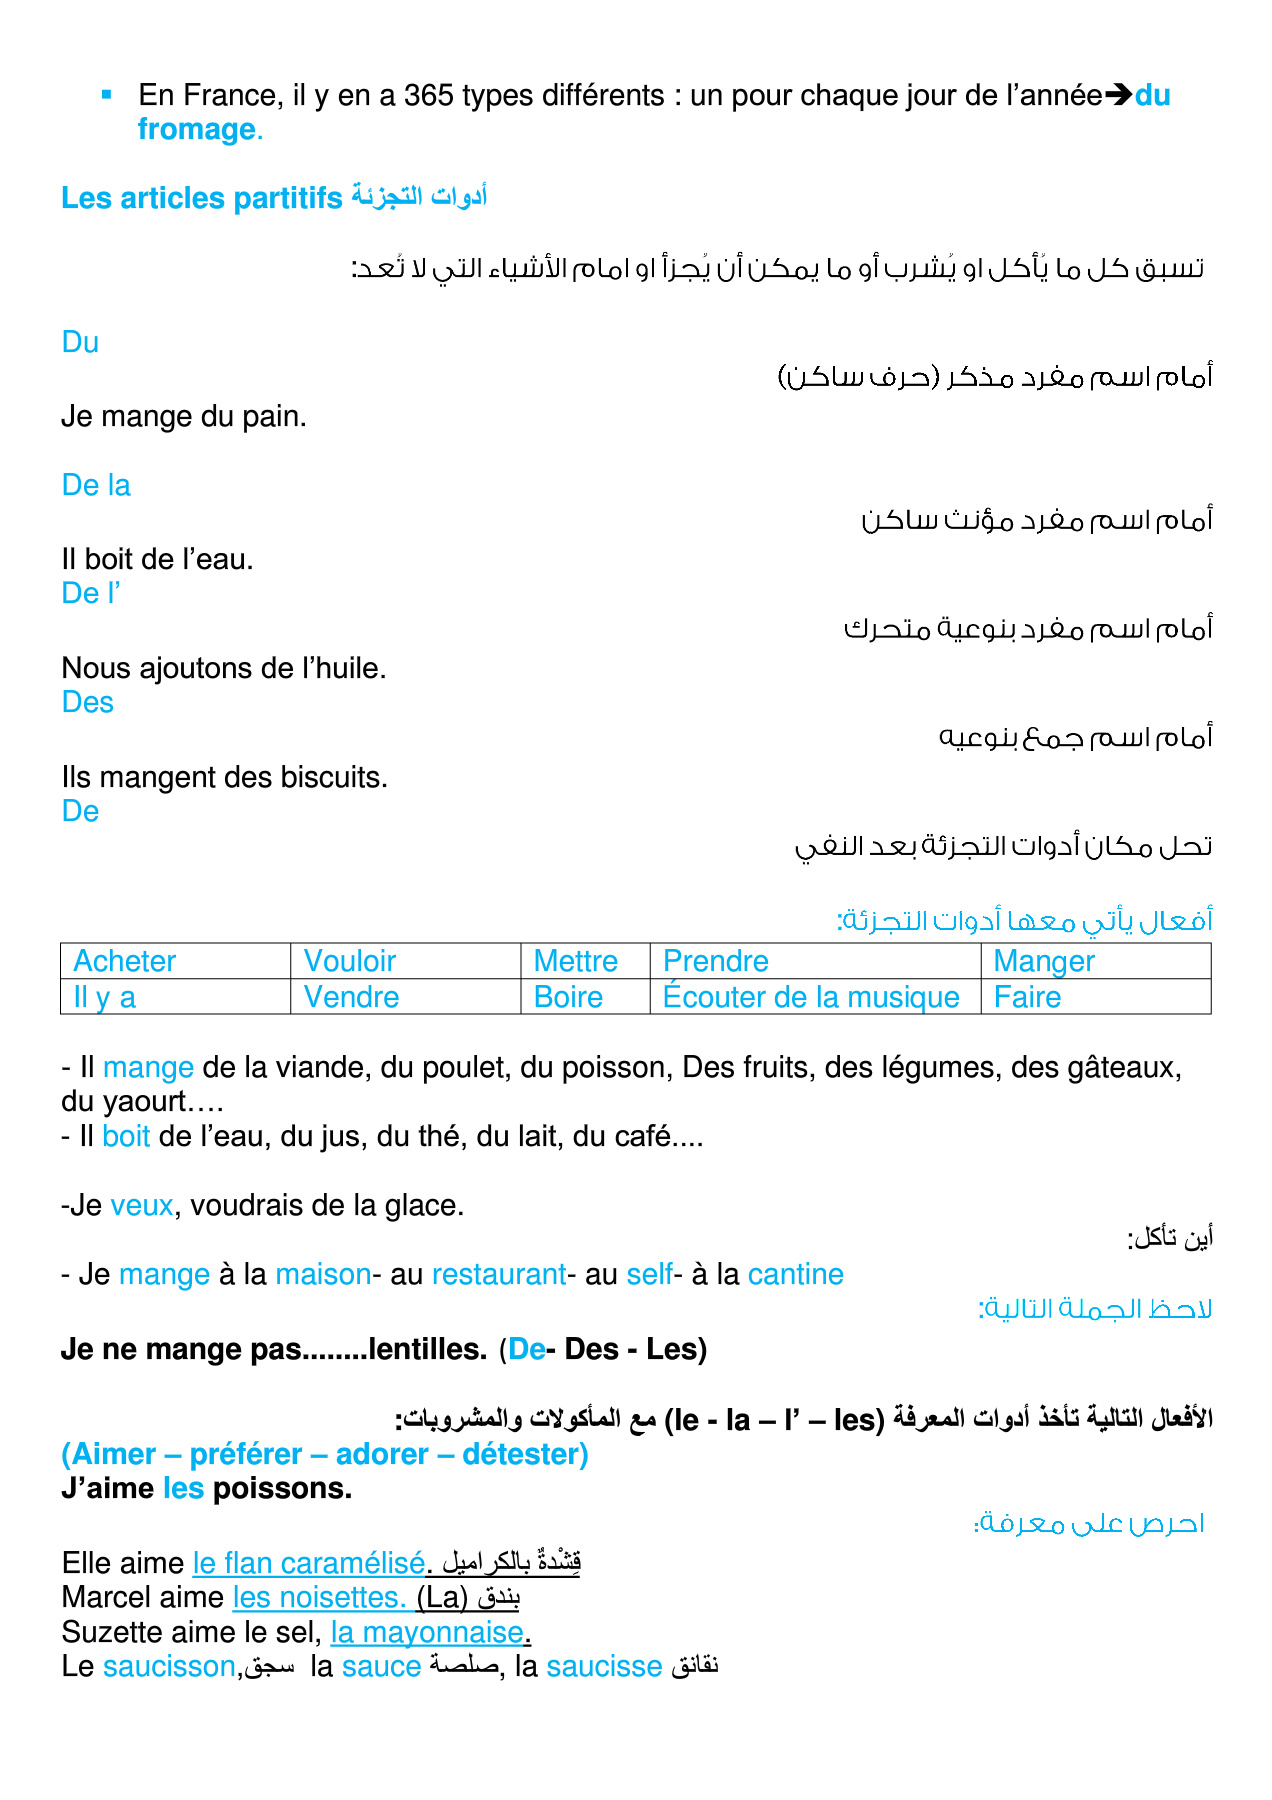 ▪ En France, il y en a 365 types différents : un pour chaque jour de l’année➔du
fromage.
Les articles partitifs أدوات التجزئة
تسبق كل ما يُأكل او يُشرب أو ما يمكن أن يُجزأ او امام الأشياء التي لا تُعد:
Du
أمام اسم مفرد مذكر (حرف ساكن)
Je mange du pain.
De la
أمام اسم مفرد مؤنث ساكن
Il boit de l’eau.
De l’
أمام اسم مفرد بنوعية متحرك
Nous ajoutons de l’huile.
Des
أمام اسم جمع بنوعيه
Ils mangent des biscuits.
De
تحل مكان أدوات التجزئة بعد النفي
أفعال يأتي معها أدوات التجزئة:
Acheter Vouloir Mettre Prendre Manger
Il y a Vendre Boire Écouter de la musique Faire
- Il mange de la viande, du poulet, du poisson, Des fruits, des légumes, des gâteaux,
du yaourt….
- Il boit de l’eau, du jus, du thé, du lait, du café....
-Je veux, voudrais de la glace.
أين تأكل:
- Je mange à la maison- au restaurant- au self- à la cantine
لاحظ الجملة التالية:
Je ne mange pas........lentilles. (De- Des - Les)
الأفعال التالية تأخذ أدوات المعرفة (le - la – l’ – les) مع المأكولات والمشروبات:
(Aimer – préférer – adorer – détester)
J’aime les poissons.
احرص على معرفة:
Elle aime le flan caramélisé. قِشْدةٌ بالكراميل
Marcel aime les noisettes. (La) بندق
Suzette aime le sel, la mayonnaise.
Le saucisson,سجق la sauce صلصة, la saucisse نقانق